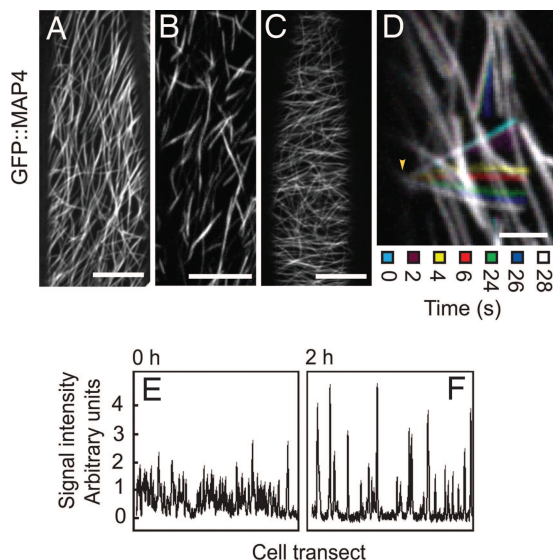 A
B
C
D
GFP::MAP4
0
2
4
6
24
26
28
Time (s)
0 h
2 h
E
F
Signal intensity
Arbitrary units
4
3
2
1
0
Cell transect